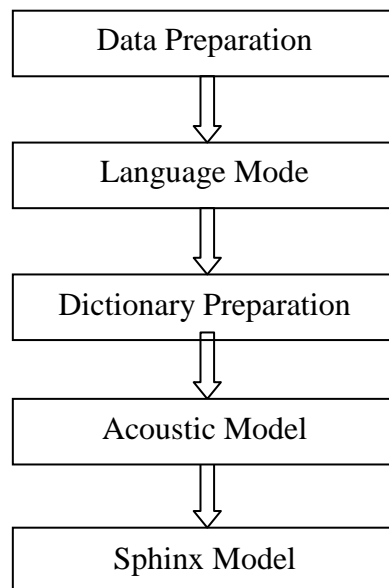 Data Preparation
Language Mode
Dictionary Preparation
Acoustic Model
Sphinx Model